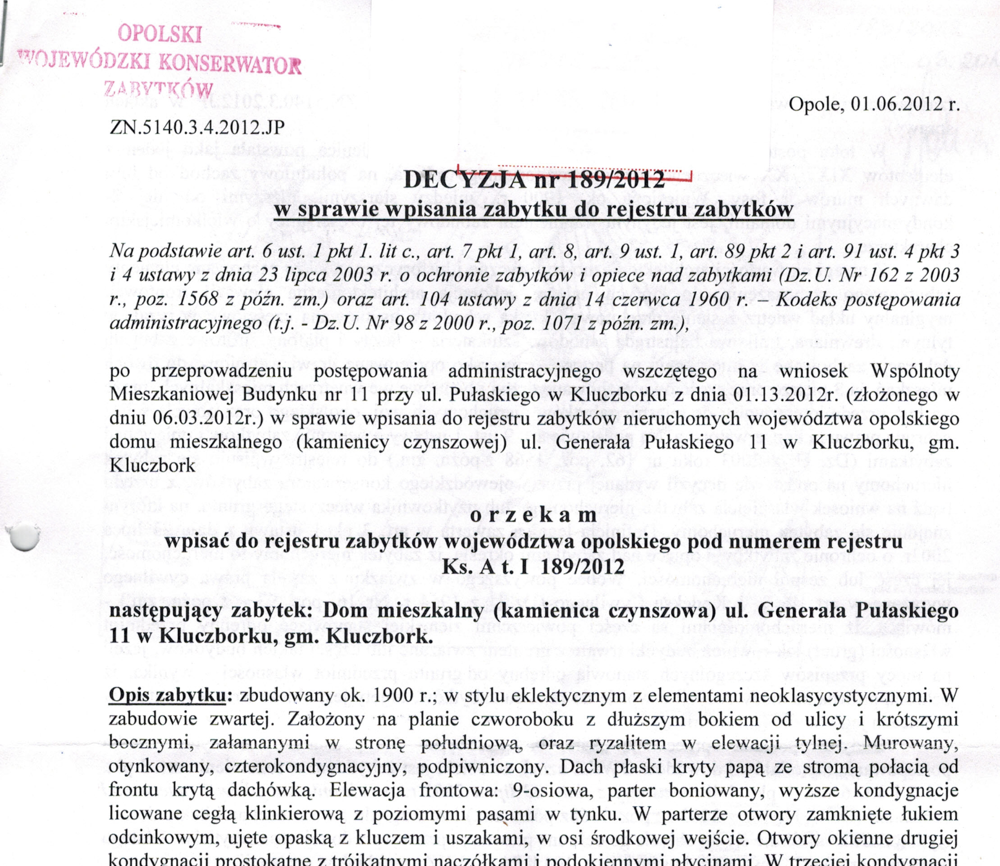 OPOLSKI
WOJEWÓDZKI KONSERWATOR
ZABYTKÓW
Opole, 01.06.2012 r.
ZN.5140.3.4.2012.JP
DECYZJA nr 189/2012
w sprawie wpisania zabytku do rejestru zabytków
Na podstawie art. 6 ust. 1 pkt 1. lit c., art. 7 pkt 1, art. 8, art. 9 ust. 1, art. 89 pkt 2 i art. 91 ust. 4 pkt 3
i 4 ustawy z dnia 23 lipca 2003 r. o ochronie zabytków i opiece nad zabytkami (Dz.U. Nr 162 z 2003
r., poz. 1568 z późn. zm.) oraz art. 104 ustawy z dnia 14 czerwca 1960 r. – Kodeks postępowania
administracyjnego (t.j. - Dz.U. Nr 98 z 2000 r., poz. 1071 z późn. zm.),
po przeprowadzeniu postępowania administracyjnego wszczętego na wniosek Wspólnoty
Mieszkaniowej Budynku nr 11 przy ul. Pułaskiego w Kluczborku z dnia 01.13.2012r. (złożonego w
dniu 06.03.2012r.) w sprawie wpisania do rejestru zabytków nieruchomych województwa opolskiego
domu mieszkalnego (kamienicy czynszowej) ul. Generała Pułaskiego 11 w Kluczborku, gm.
Kluczbork
o r z e k a m
wpisać do rejestru zabytków województwa opolskiego pod numerem rejestru
Ks. A t. I 189/2012
następujący zabytek: Dom mieszkalny (kamienica czynszowa) ul. Generała Pułaskiego
11 w Kluczborku, gm. Kluczbork.
Opis zabytku: zbudowany ok. 1900 r.; w stylu eklektycznym z elementami neoklasycystycznymi. W
zabudowie zwartej. Założony na planie czworoboku z dłuższym bokiem od ulicy i krótszymi
bocznymi, załamanymi w stronę południową, oraz ryzalitem w elewacji tylnej. Murowany,
otynkowany, czterokondygnacyjny, podpiwniczony. Dach płaski kryty papą ze stromą połacią od
frontu krytą dachówką. Elewacja frontowa: 9-osiowa, parter boniowany, wyższe kondygnacje
licowane cegłą klinkierową z poziomymi pasami w tynku. W parterze otwory zamknięte łukiem
odcinkowym, ujęte opaską z kluczem i uszakami, w osi środkowej wejście. Otwory okienne drugiej
kondygnacji prostokątne z trójkątnymi naczółkami i podokiennymi płycinami. W trzeciej kondygnacji